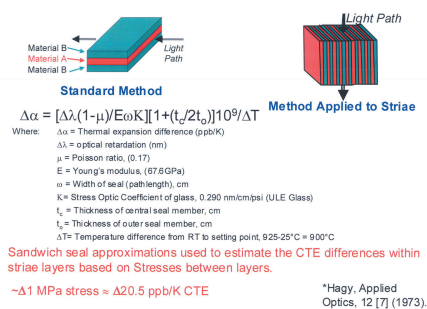 Material B
Material A
Material B
Light
Path
Light Path
Standard Method
Method Applied to Striae
Δα = [Δλ(1-μ)/EωK][1+(tc/2to)]10⁹/ΔT
Where:
Δα = Thermal expansion difference (ppb/K)
Δλ = optical retardation (nm)
μ = Poisson ratio, (0.17)
E = Young's modulus, (67.6GPa)
ω = Width of seal (pathlength), cm
K= Stress Optic Coefficient of glass, 0.290 nm/cm/psi (ULE Glass)
tc = Thickness of central seal member, cm
to = Thickness of outer seal member, cm
ΔT= Temperature difference from RT to setting point, 925-25°C = 900°C
Sandwich seal approximations used to estimate the CTE differences within
striae layers based on Stresses between layers.
~Δ1 MPa stress ≈ Δ20.5 ppb/K CTE
*Hagy, Applied
Optics, 12 [7] (1973).